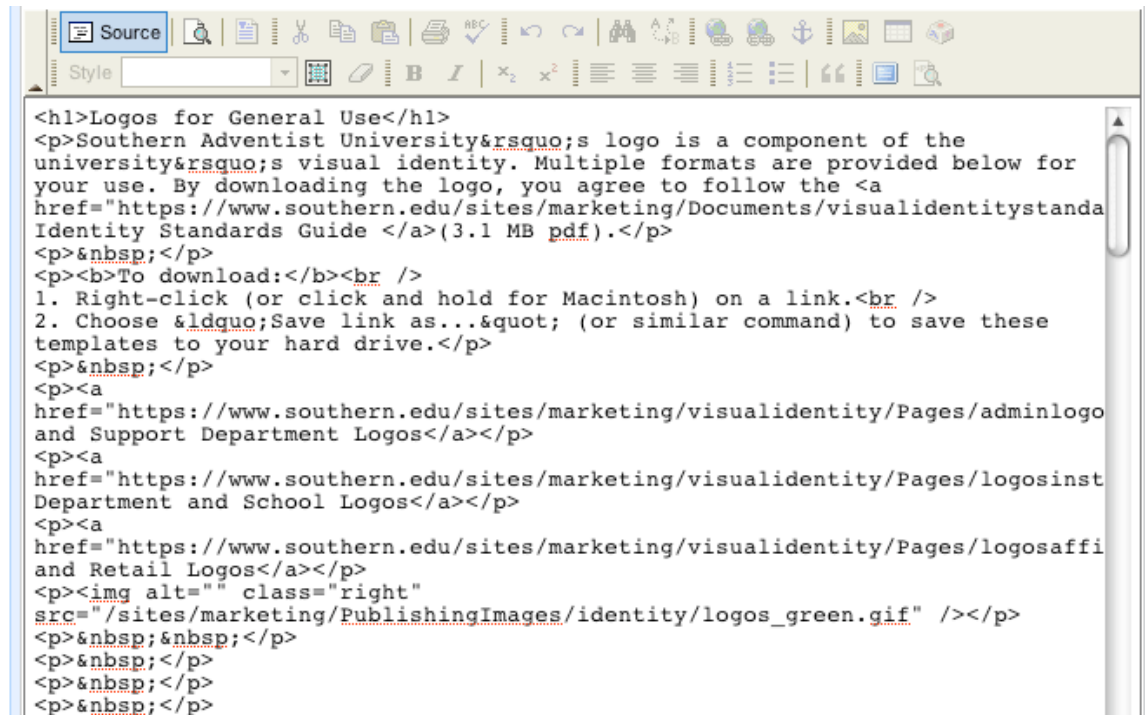 Source
ABC
A
B
Style
B I x₂ x²
<h1>Logos for General Use</h1>
<p>Southern Adventist University&rsquo;s logo is a component of the
university&rsquo;s visual identity. Multiple formats are provided below for
your use. By downloading the logo, you agree to follow the <a
href="https://www.southern.edu/sites/marketing/Documents/visualidentitystanda
Identity Standards Guide </a>(3.1 MB pdf).</p>
<p>&nbsp;</p>
<p><b>To download:</b><br />
1. Right-click (or click and hold for Macintosh) on a link.<br />
2. Choose &ldquo;Save link as...&quot; (or similar command) to save these
templates to your hard drive.</p>
<p>&nbsp;</p>
<p><a
href="https://www.southern.edu/sites/marketing/visualidentity/Pages/adminlogo
and Support Department Logos</a></p>
<p><a
href="https://www.southern.edu/sites/marketing/visualidentity/Pages/logosinst
Department and School Logos</a></p>
<p><a
href="https://www.southern.edu/sites/marketing/visualidentity/Pages/logosaffi
and Retail Logos</a></p>
<p><img alt="" class="right"
src="/sites/marketing/PublishingImages/identity/logos_green.gif" /></p>
<p>&nbsp;&nbsp;</p>
<p>&nbsp;</p>
<p>&nbsp;</p>
<p>&nbsp;</p>